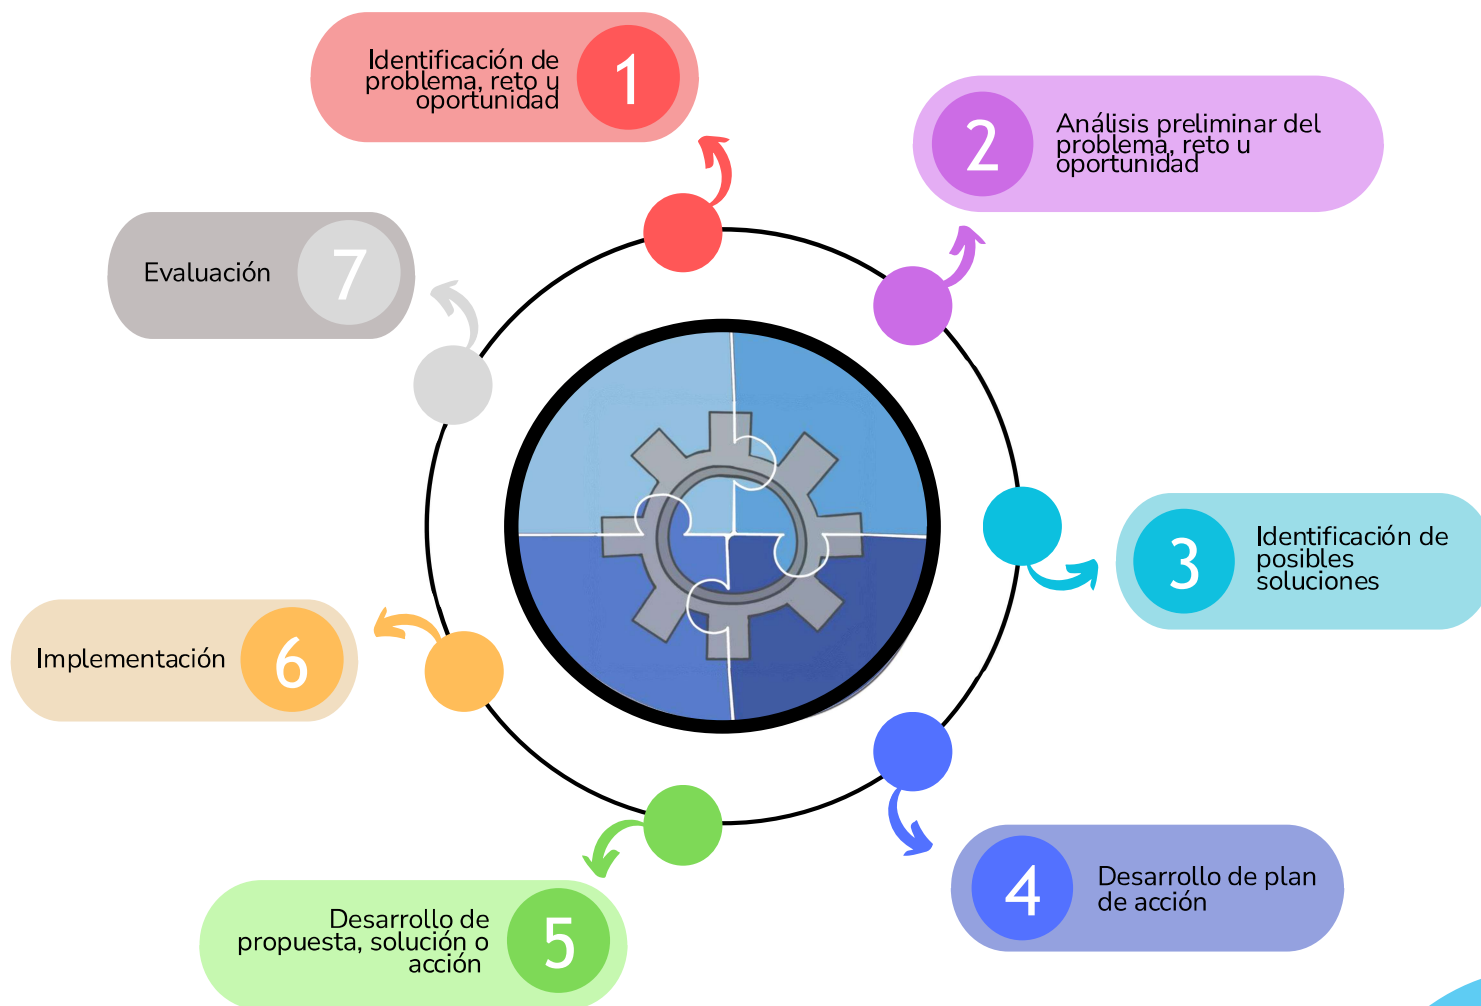 1
Identificación de
problema, reto u
oportunidad
2
Análisis preliminar del
problema, reto u
oportunidad
3
Identificación de
posibles
soluciones
4
Desarrollo de plan
de acción
5
Desarrollo de
propuesta, solución o
acción
6
Implementación
7
Evaluación